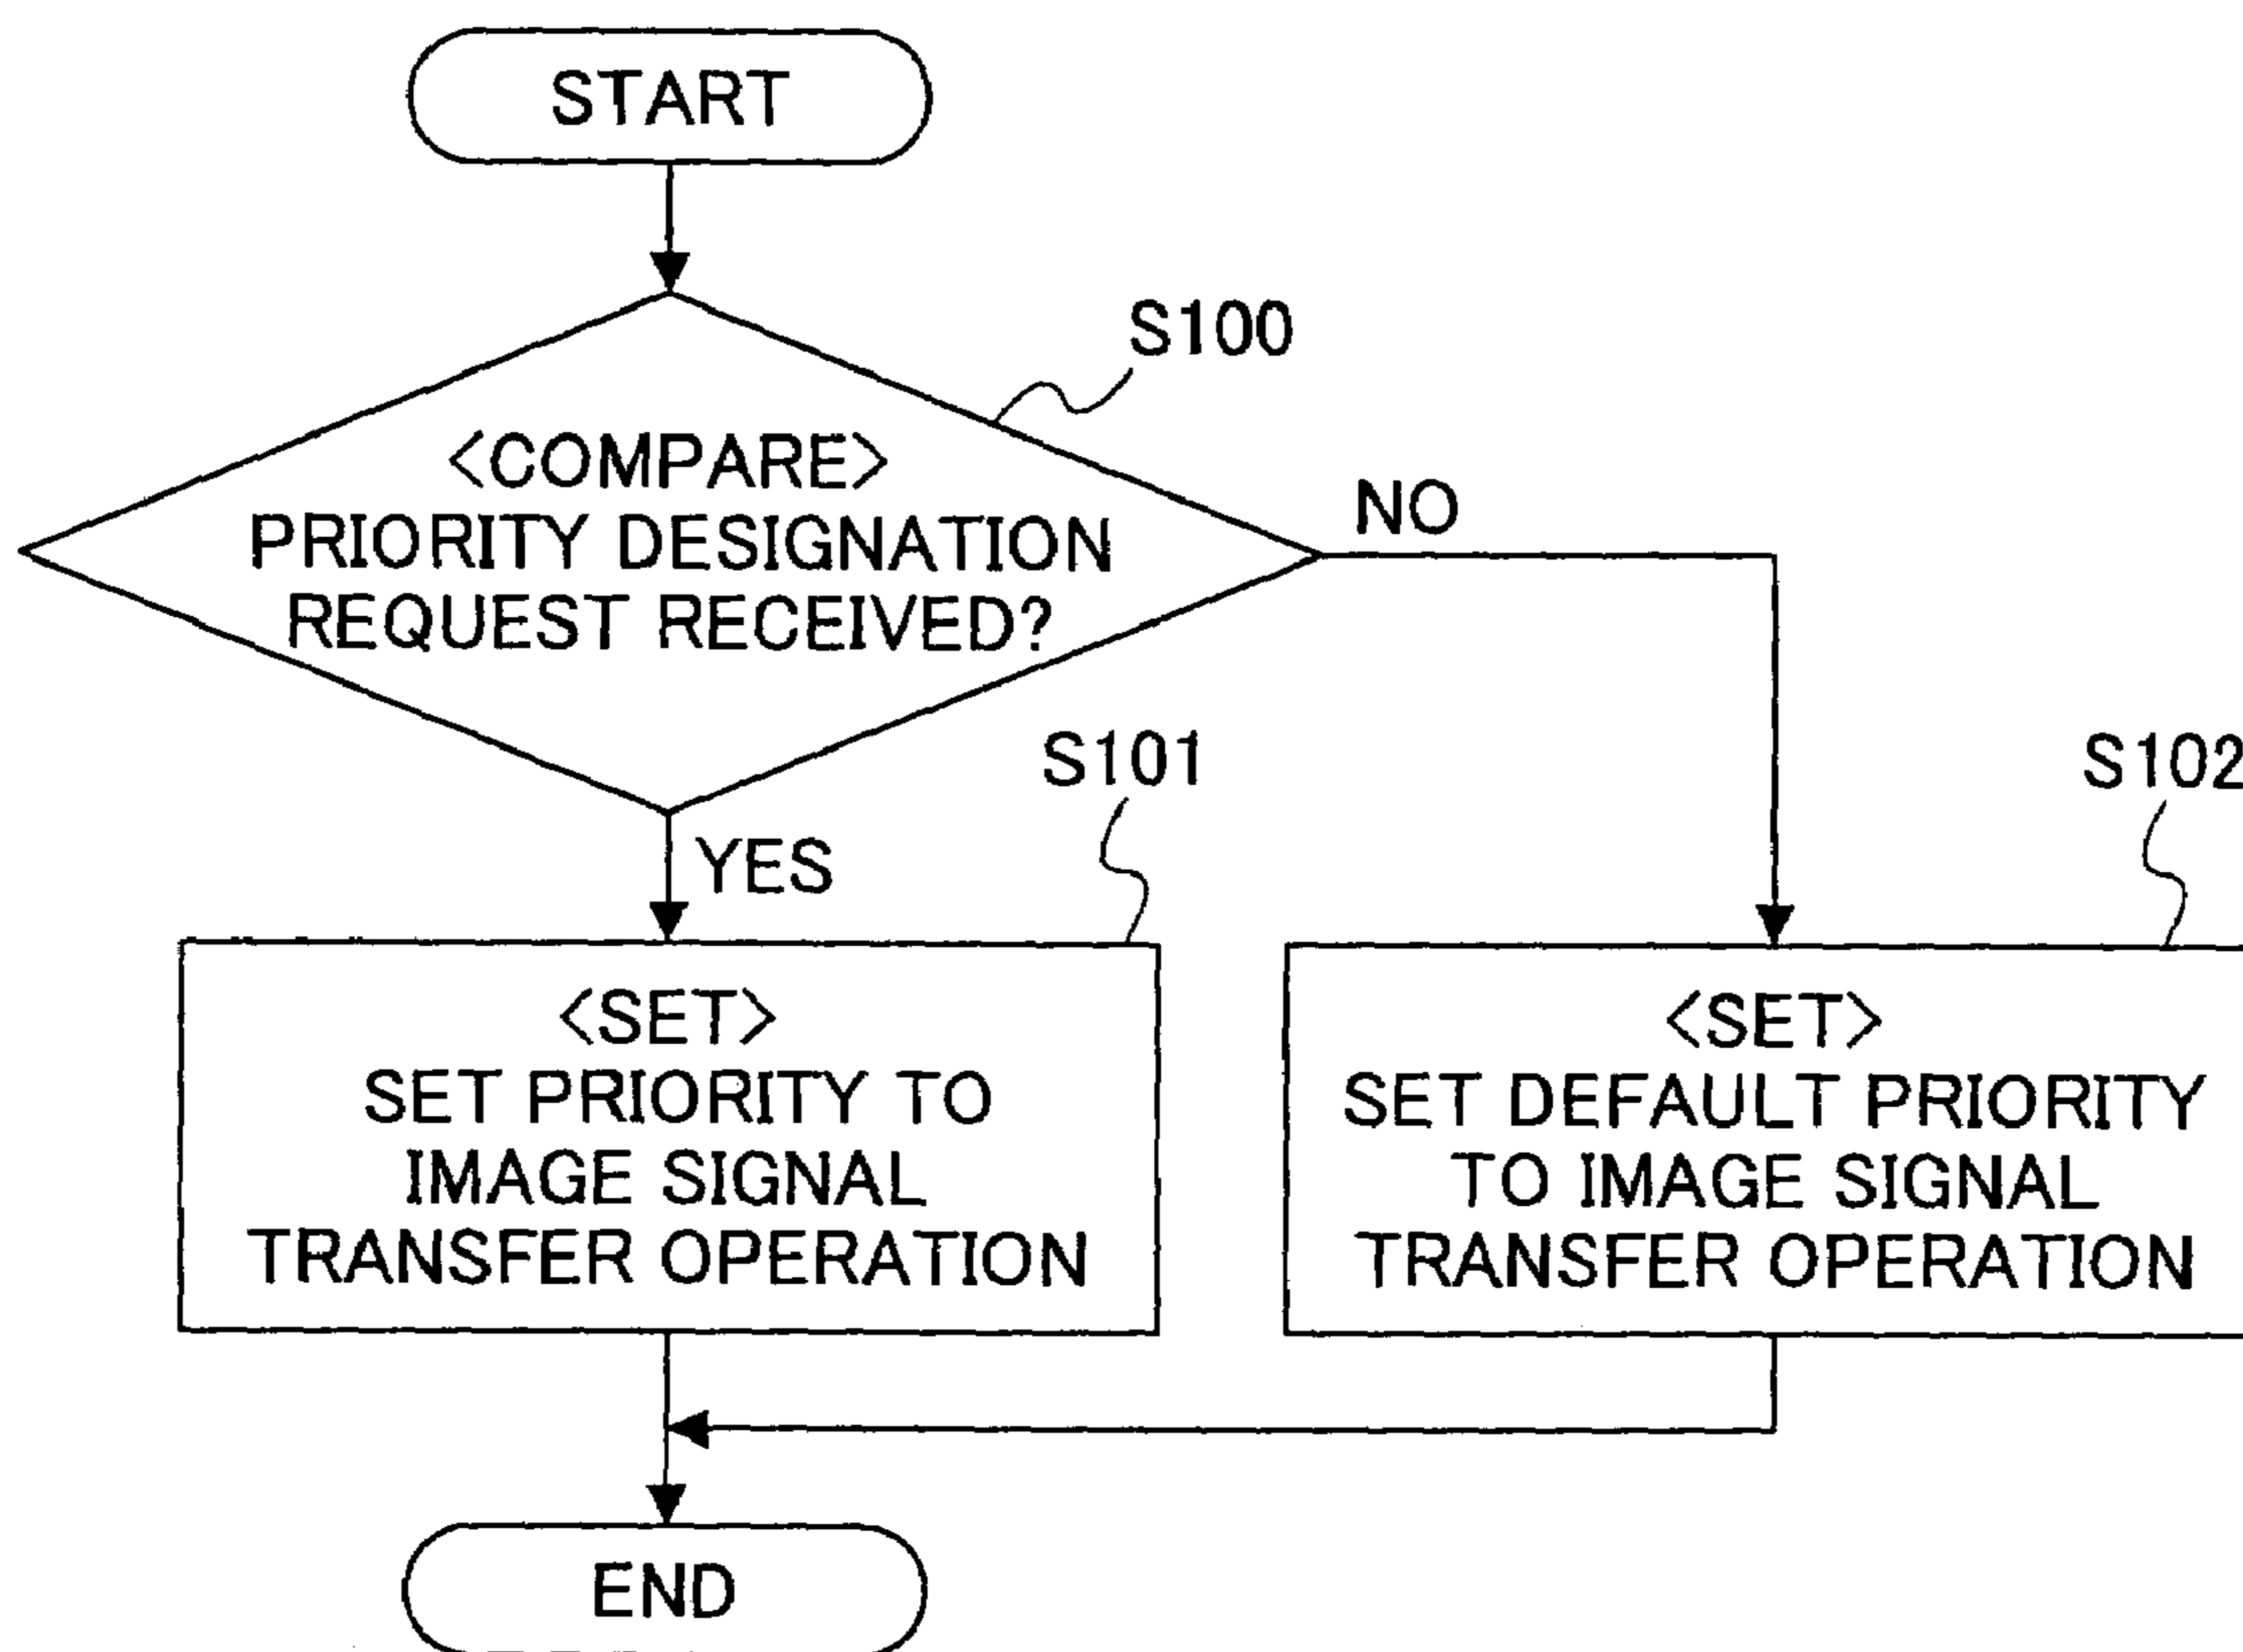 START
S100
<COMPARE>
PRIORITY DESIGNATION
REQUEST RECEIVED?
NO
YES
S101
<SET>
SET PRIORITY TO
IMAGE SIGNAL
TRANSFER OPERATION
S102
<SET>
SET DEFAULT PRIORITY
TO IMAGE SIGNAL
TRANSFER OPERATION
END